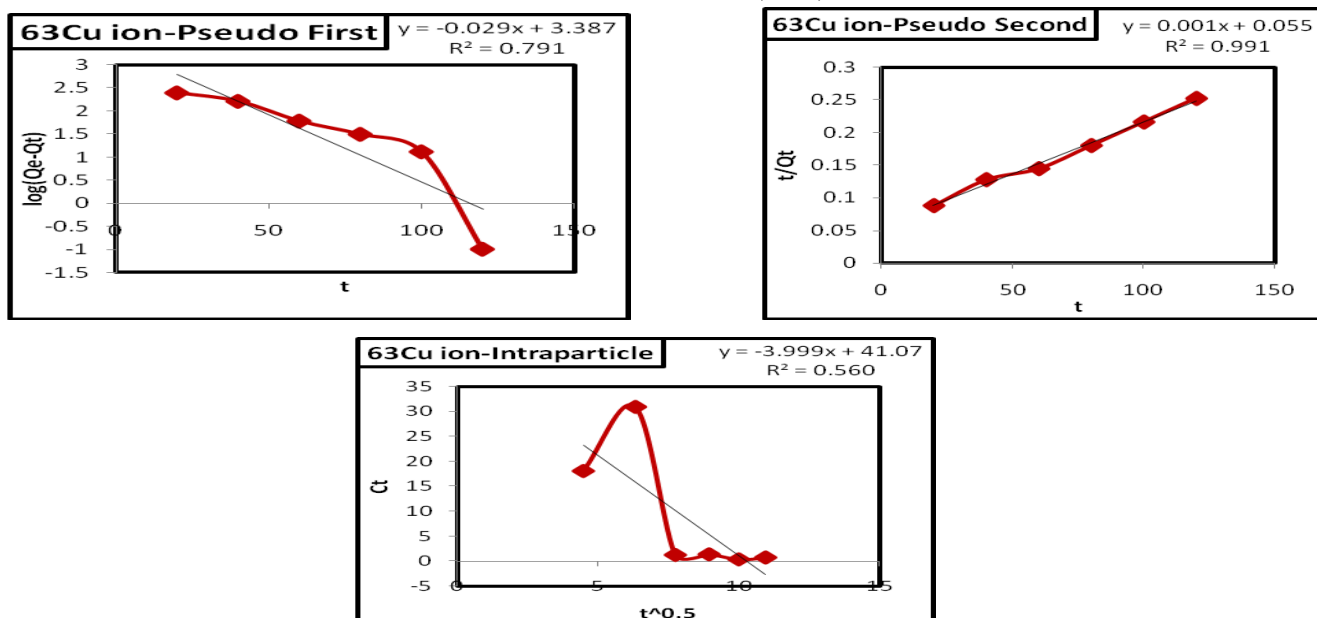 63Cu ion-Pseudo First
y = -0.029x + 3.387
R² = 0.791
3
2.5
2
1.5
1
0.5
0
-0.5
-1
-1.5
0
50
100
150
log(Qe-Qt)
t
63Cu ion-Pseudo Second
y = 0.001x + 0.055
R² = 0.991
0.3
0.25
0.2
0.15
0.1
0.05
0
0
50
100
150
t/Qt
t
63Cu ion-Intraparticle
y = -3.999x + 41.07
R² = 0.560
35
30
25
20
15
10
5
0
-5
0
5
10
15
Ct
t^0.5